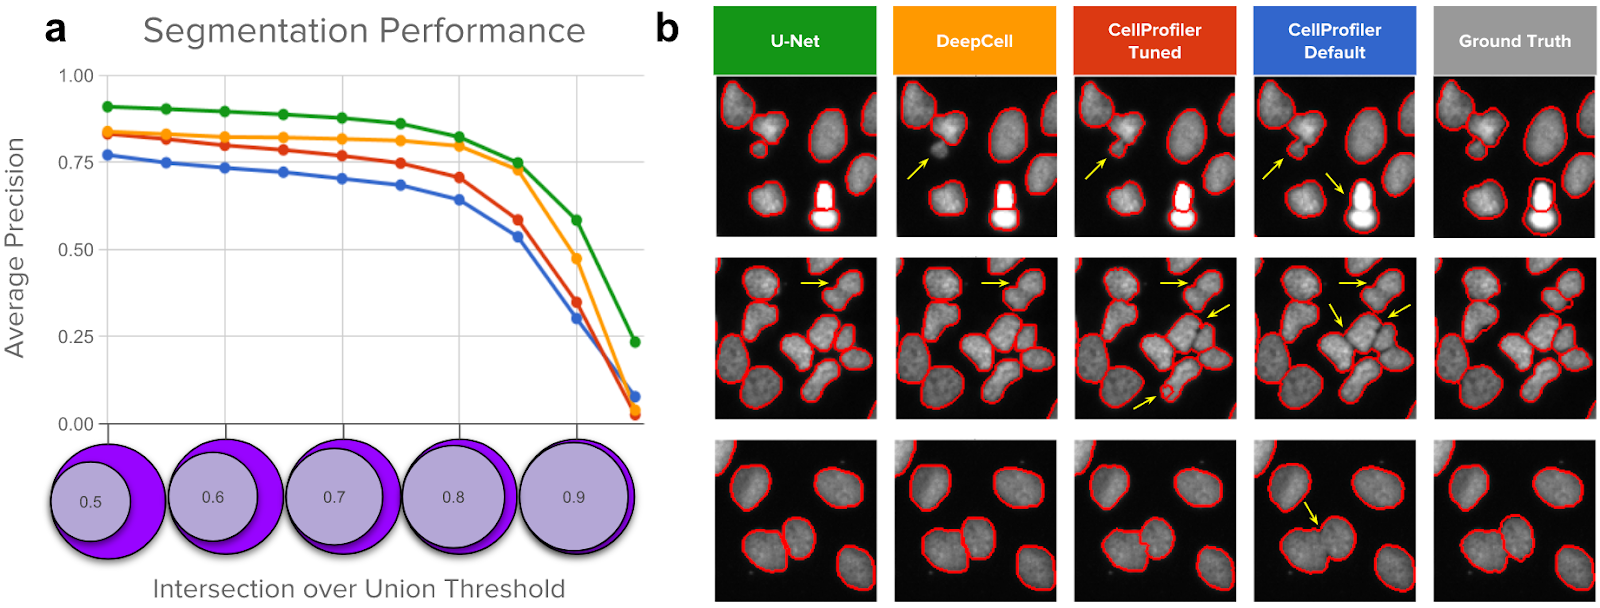 a
Segmentation Performance
1.00
0.75
0.50
0.25
0.00
Average Precision
0.5
0.6
0.7
0.8
0.9
Intersection over Union Threshold
b
U-Net
DeepCell
CellProfiler
Tuned
CellProfiler
Default
Ground Truth